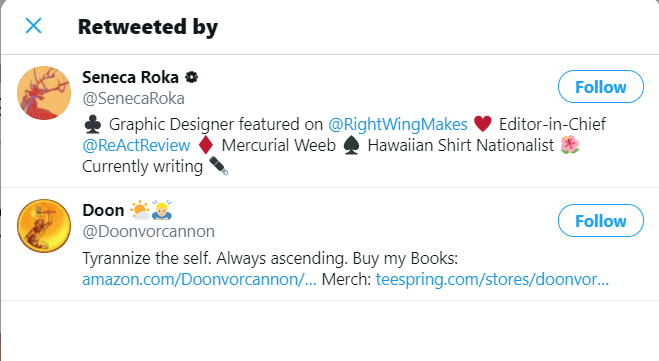 Retweeted by
Seneca Roka
@SenecaRoka
Follow
♣ Graphic Designer featured on @RightWingMakes ♥ Editor-in-Chief
@ReActReview ♦ Mercurial Weeb ♠ Hawaiian Shirt Nationalist 🌺
Currently writing ✒
Doon 🌤
@Doonvorcannon
Follow
Tyrannize the self. Always ascending. Buy my Books:
amazon.com/Doonvorcannon/... Merch: teespring.com/stores/doonvor...